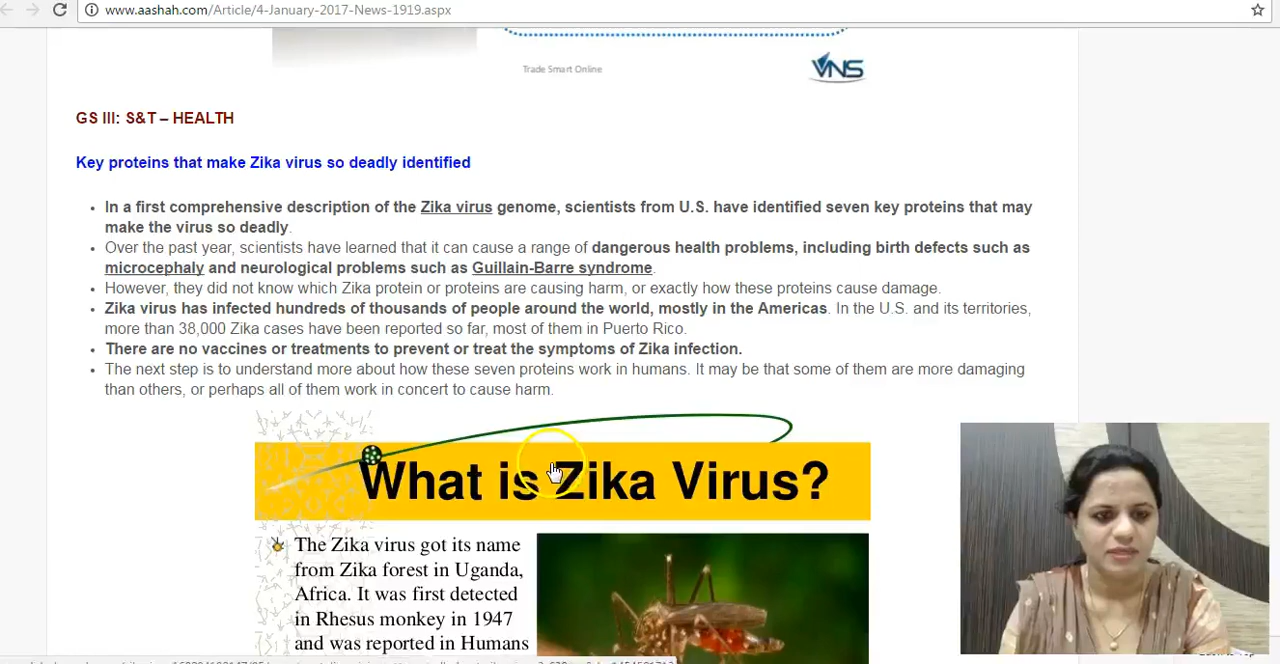 www.aashah.com/Article/4-January-2017-News-1919.aspx
Trade Smart Online
VNS
GS III: S&T – HEALTH
Key proteins that make Zika virus so deadly identified
• In a first comprehensive description of the Zika virus genome, scientists from U.S. have identified seven key proteins that may
make the virus so deadly.
• Over the past year, scientists have learned that it can cause a range of dangerous health problems, including birth defects such as
microcephaly and neurological problems such as Guillain-Barre syndrome.
• However, they did not know which Zika protein or proteins are causing harm, or exactly how these proteins cause damage.
• Zika virus has infected hundreds of thousands of people around the world, mostly in the Americas. In the U.S. and its territories,
more than 38,000 Zika cases have been reported so far, most of them in Puerto Rico.
• There are no vaccines or treatments to prevent or treat the symptoms of Zika infection.
• The next step is to understand more about how these seven proteins work in humans. It may be that some of them are more damaging
than others, or perhaps all of them work in concert to cause harm.
What is Zika Virus?
The Zika virus got its name
from Zika forest in Uganda,
Africa. It was first detected
in Rhesus monkey in 1947
and was reported in Humans